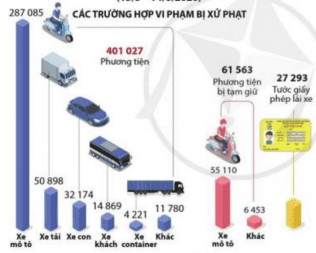 CÁC TRƯỜNG HỢP VI PHẠM BỊ XỬ PHẠT
287 085
401 027
Phương tiện
61 563
Phương tiện
bị tạm giữ
27 293
Tước giấy
phép lái xe
50 898
32 174
14 869
4 221
11 780
55 110
6 453
Xe
mô tô
Xe tải
Xe con
Xe
khách
Xe
container
Khác
Xe
mô tô
Khác